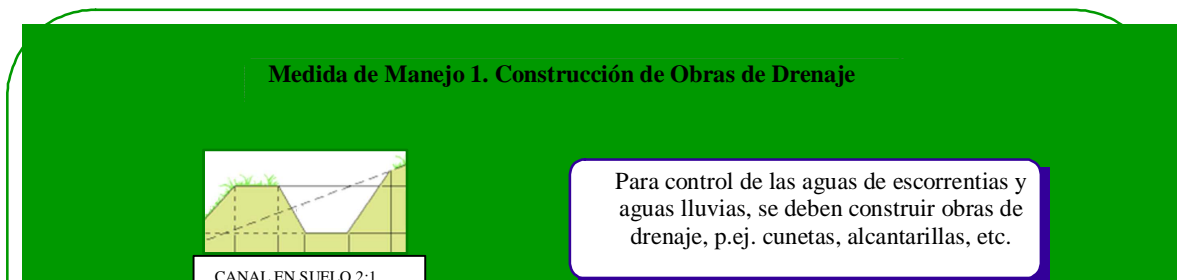 Medida de Manejo 1. Construcción de Obras de Drenaje
Para control de las aguas de escorrentias y
aguas lluvias, se deben construir obras de
drenaje, p.ej. cunetas, alcantarillas, etc.
CANAL EN SUELO 2:1